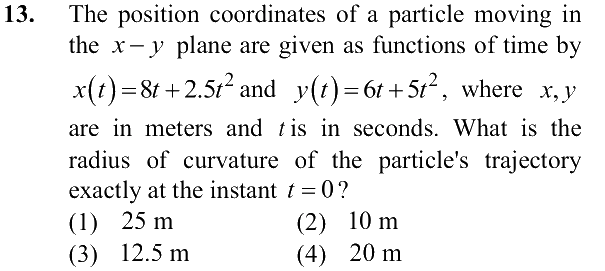 13. The position coordinates of a particle moving in
the x − y plane are given as functions of time by
x(t) = 8t + 2.5t² and y(t) = 6t + 5t², where x, y
are in meters and t is in seconds. What is the
radius of curvature of the particle's trajectory
exactly at the instant t = 0?
(1) 25 m (2) 10 m
(3) 12.5 m (4) 20 m